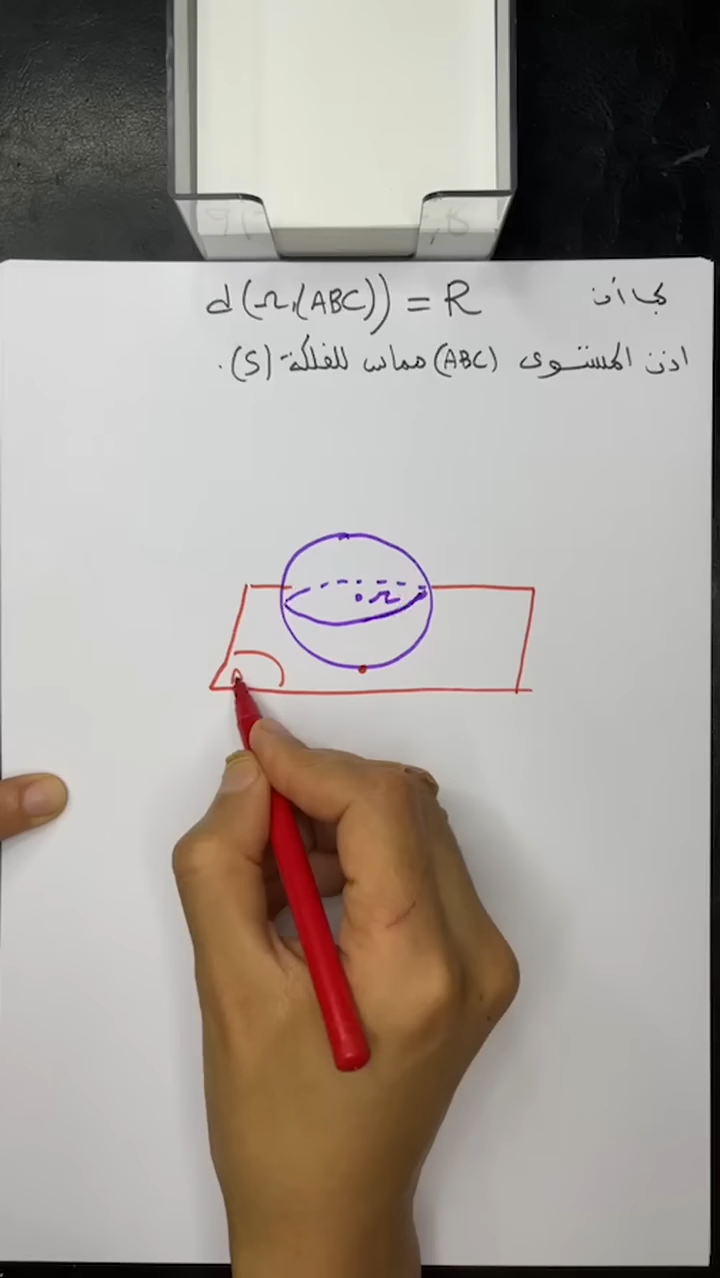 بما أن d(Ω,(ABC)) = R
اذن المستوى (ABC) مماس للفلكة (S).
Ω